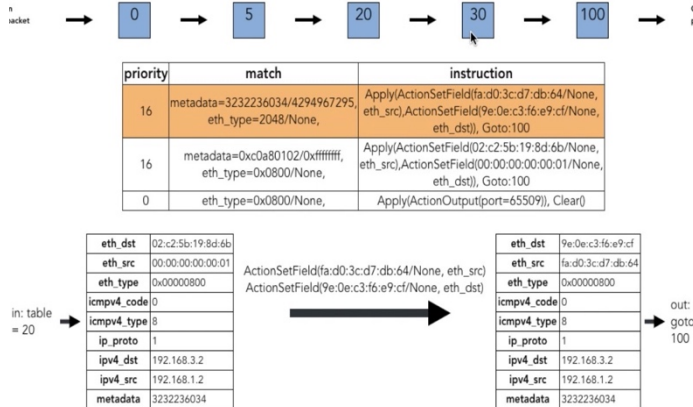 acket
0
5
20
30
100
priority match instruction
16 metadata=3232236034/4294967295, eth_type=2048/None, Apply(ActionSetField(fa:d0:3c:d7:db:64/None, eth_src),ActionSetField(9e:0e:c3:f6:e9:cf/None, eth_dst)), Goto:100
16 metadata=0xc0a80102/0xffffffff, eth_type=0x0800/None, Apply(ActionSetField(02:c2:5b:19:8d:6b/None, eth_src),ActionSetField(00:00:00:00:00:01/None, eth_dst)), Goto:100
0 eth_type=0x0800/None, Apply(ActionOutput(port=65509)), Clear()
in: table
= 20
eth_dst 02:c2:5b:19:8d:6b
eth_src 00:00:00:00:00:01
eth_type 0x00000800
icmpv4_code 0
icmpv4_type 8
ip_proto 1
ipv4_dst 192.168.3.2
ipv4_src 192.168.1.2
metadata 3232236034
ActionSetField(fa:d0:3c:d7:db:64/None, eth_src)
ActionSetField(9e:0e:c3:f6:e9:cf/None, eth_dst)
eth_dst 9e:0e:c3:f6:e9:cf
eth_src fa:d0:3c:d7:db:64
eth_type 0x00000800
icmpv4_code 0
icmpv4_type 8
ip_proto 1
ipv4_dst 192.168.3.2
ipv4_src 192.168.1.2
metadata 3232236034
out:
goto
100